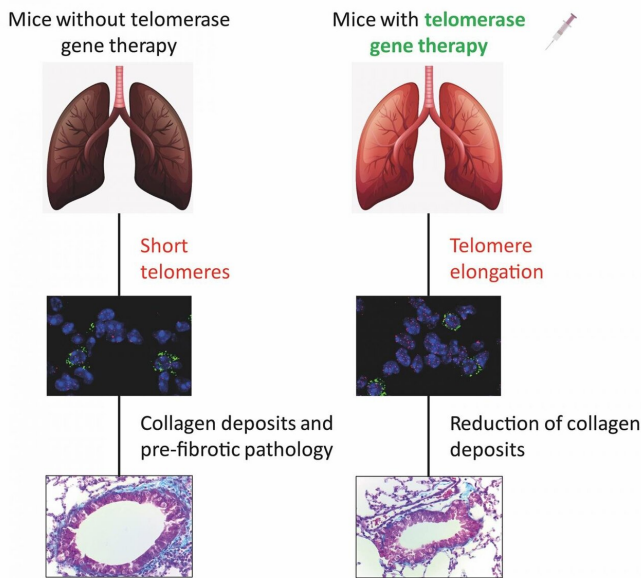 Mice without telomerase
gene therapy
Mice with telomerase
gene therapy
Short
telomeres
Telomere
elongation
Collagen deposits and
pre-fibrotic pathology
Reduction of collagen
deposits